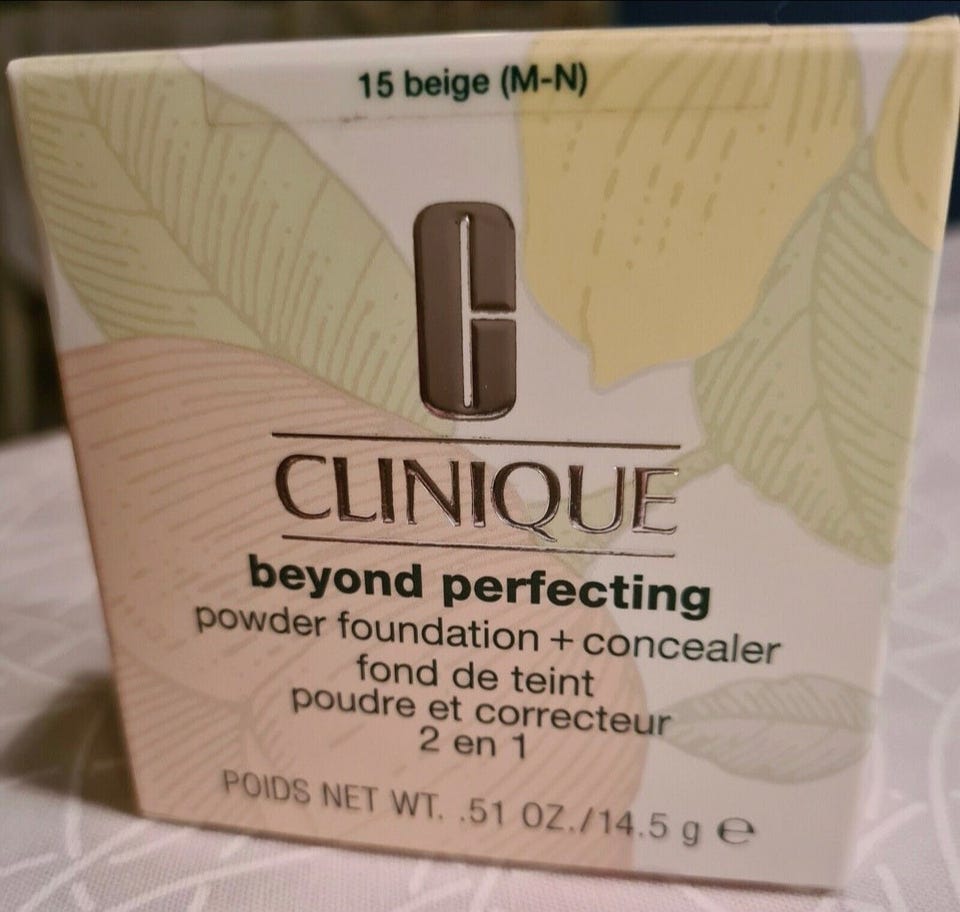 15 beige (M-N)
C
CLINIQUE
beyond perfecting
powder foundation + concealer
fond de teint
poudre et correcteur
2 en 1
POIDS NET WT. .51 OZ./14.5 g ℮